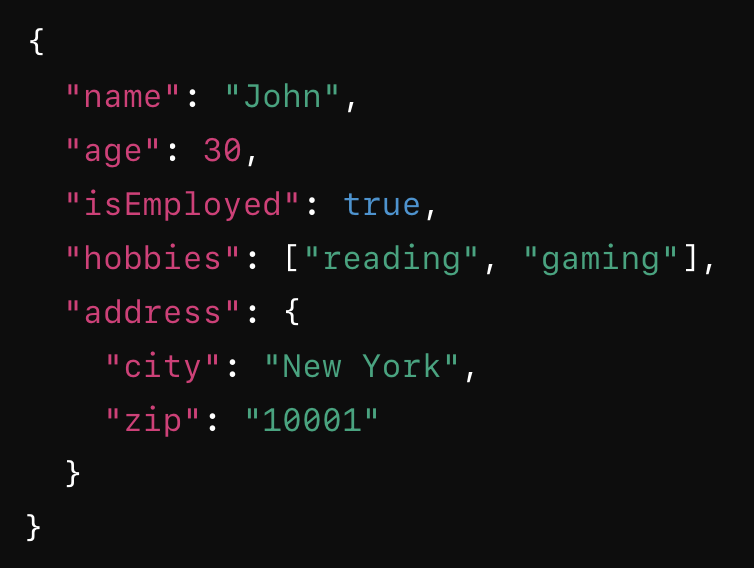 {
  "name": "John",
  "age": 30,
  "isEmployed": true,
  "hobbies": ["reading", "gaming"],
  "address": {
    "city": "New York",
    "zip": "10001"
  }
}